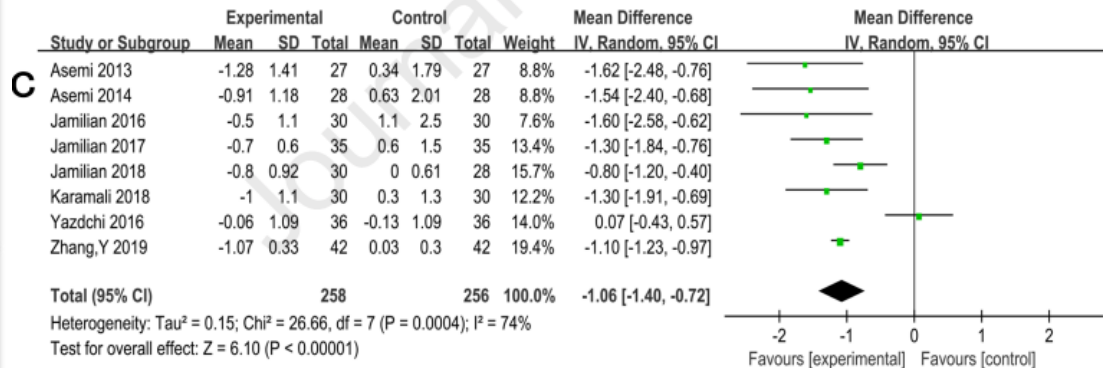 Experimental Control Mean Difference Mean Difference
Study or Subgroup Mean SD Total Mean SD Total Weight IV, Random, 95% CI IV, Random, 95% CI
C
Asemi 2013 -1.28 1.41 27 0.34 1.79 27 8.8% -1.62 [-2.48, -0.76]
Asemi 2014 -0.91 1.18 28 0.63 2.01 28 8.8% -1.54 [-2.40, -0.68]
Jamilian 2016 -0.5 1.1 30 1.1 2.5 30 7.6% -1.60 [-2.58, -0.62]
Jamilian 2017 -0.7 0.6 35 0.6 1.5 35 13.4% -1.30 [-1.84, -0.76]
Jamilian 2018 -0.8 0.92 30 0 0.61 28 15.7% -0.80 [-1.20, -0.40]
Karamali 2018 -1 1.1 30 0.3 1.3 30 12.2% -1.30 [-1.91, -0.69]
Yazdchi 2016 -0.06 1.09 36 -0.13 1.09 36 14.0% 0.07 [-0.43, 0.57]
Zhang,Y 2019 -1.07 0.33 42 0.03 0.3 42 19.4% -1.10 [-1.23, -0.97]
Total (95% CI) 258 256 100.0% -1.06 [-1.40, -0.72]
Heterogeneity: Tau² = 0.15; Chi² = 26.66, df = 7 (P = 0.0004); I² = 74%
Test for overall effect: Z = 6.10 (P < 0.00001)
-2 -1 0 1 2
Favours [experimental] Favours [control]
Journa